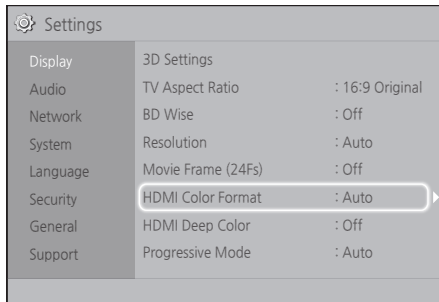 Settings
Display
Audio
Network
System
Language
Security
General
Support
3D Settings
TV Aspect Ratio : 16:9 Original
BD Wise : Off
Resolution : Auto
Movie Frame (24Fs) : Off
HDMI Color Format : Auto
HDMI Deep Color : Off
Progressive Mode : Auto